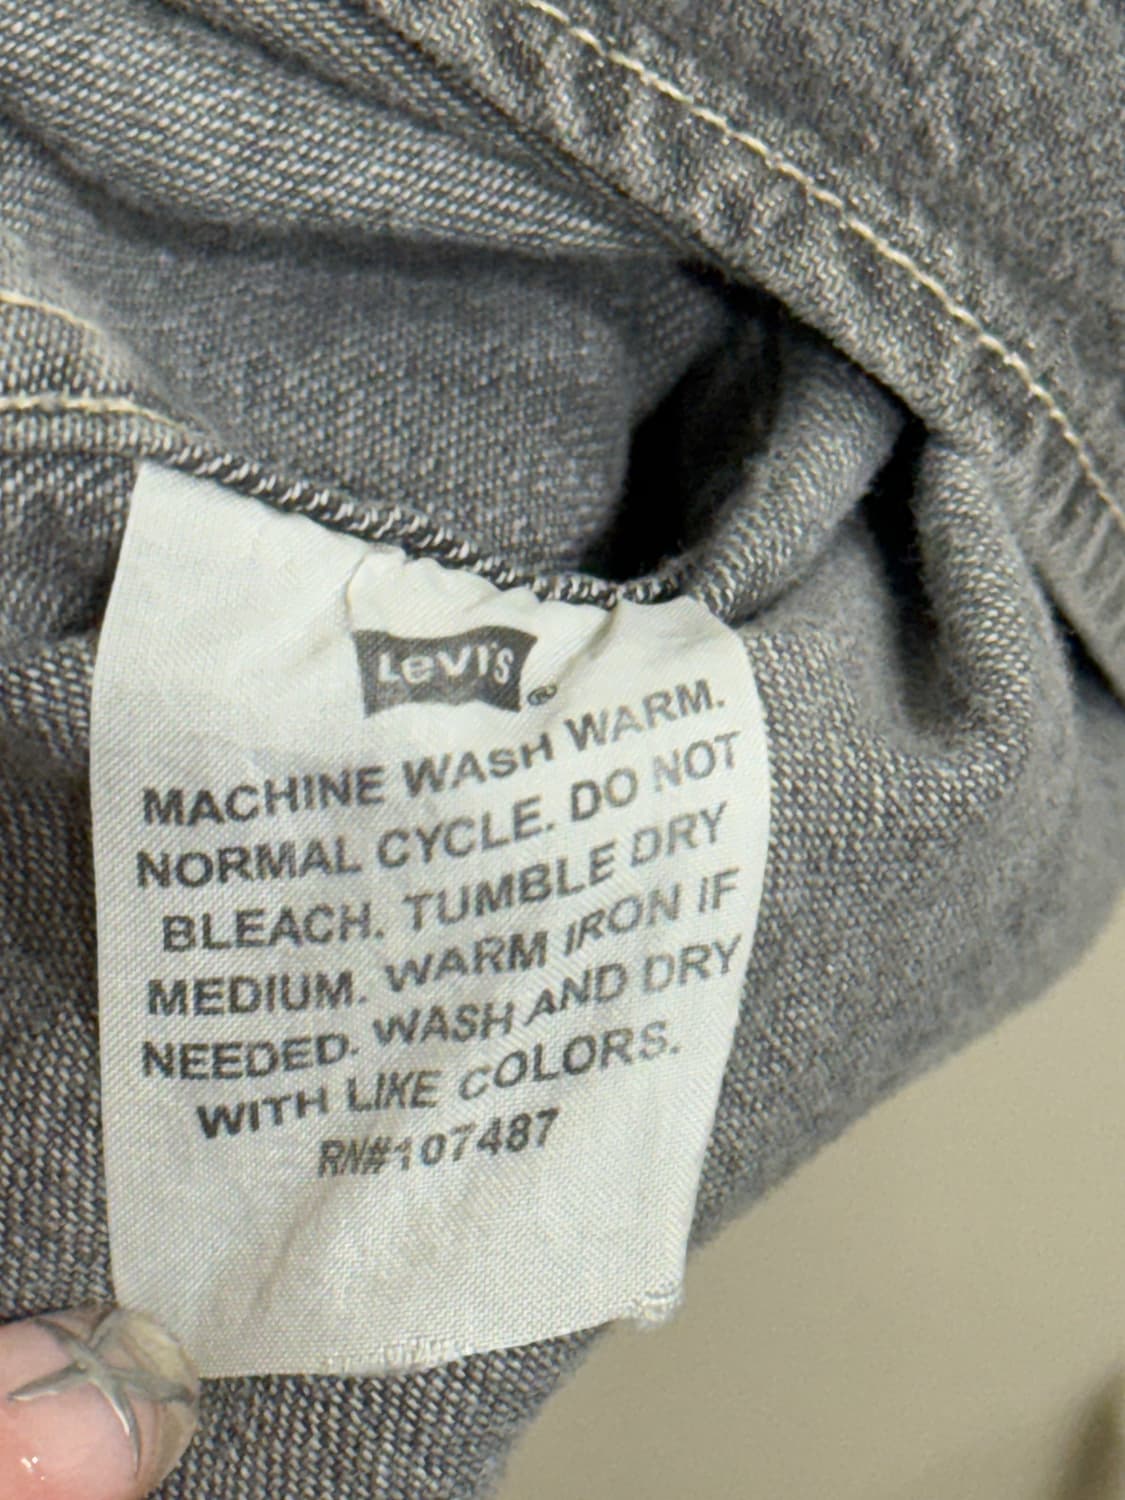 LeVI'S ®
MACHINE WASH WARM.
NORMAL CYCLE. DO NOT
BLEACH. TUMBLE DRY
MEDIUM. WARM IRON IF
NEEDED. WASH AND DRY
WITH LIKE COLORS.
RN#107487